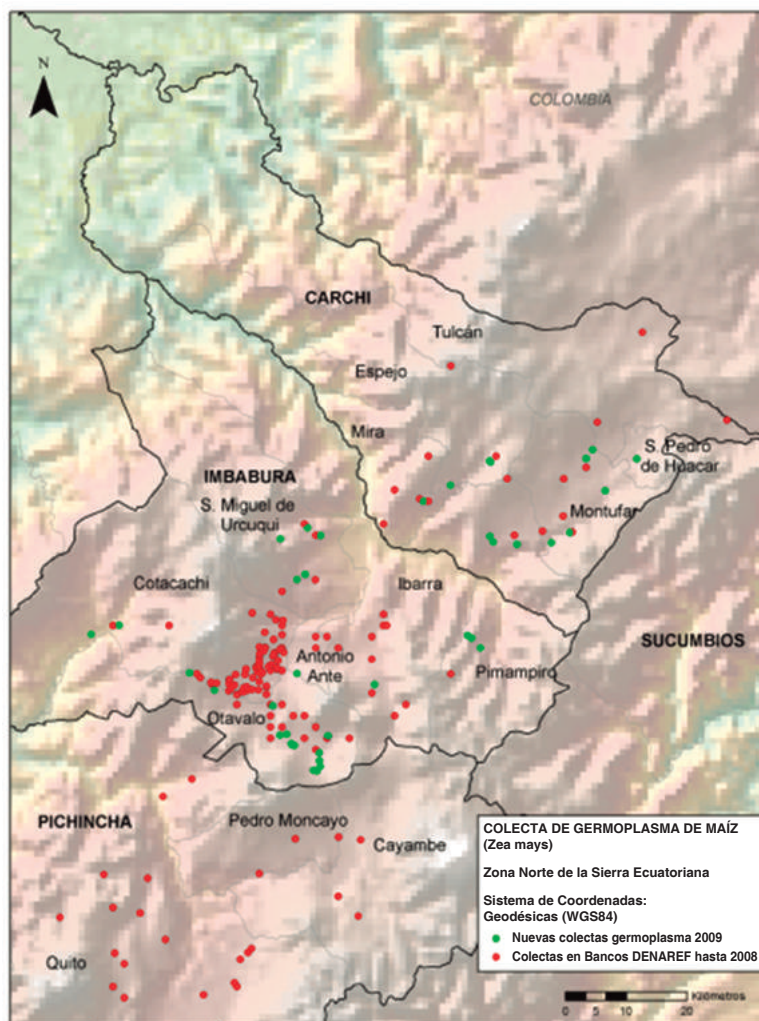 N
COLOMBIA
CARCHI
Tulcán
Espejo
Mira
S. Pedro
de Huacar
IMBABURA
S. Miguel de
Urcuqui
Montufar
Cotacachi
Ibarra
SUCUMBIOS
Antonio
Ante
Pimampiro
Otavalo
PICHINCHA
Pedro Moncayo
Cayambe
Quito
COLECTA DE GERMOPLASMA DE MAÍZ
(Zea mays)
Zona Norte de la Sierra Ecuatoriana
Sistema de Coordenadas:
Geodésicas (WGS84)
Nuevas colectas germoplasma 2009
Colectas en Bancos DENAREF hasta 2008
Kilómetros
0 5 10 20